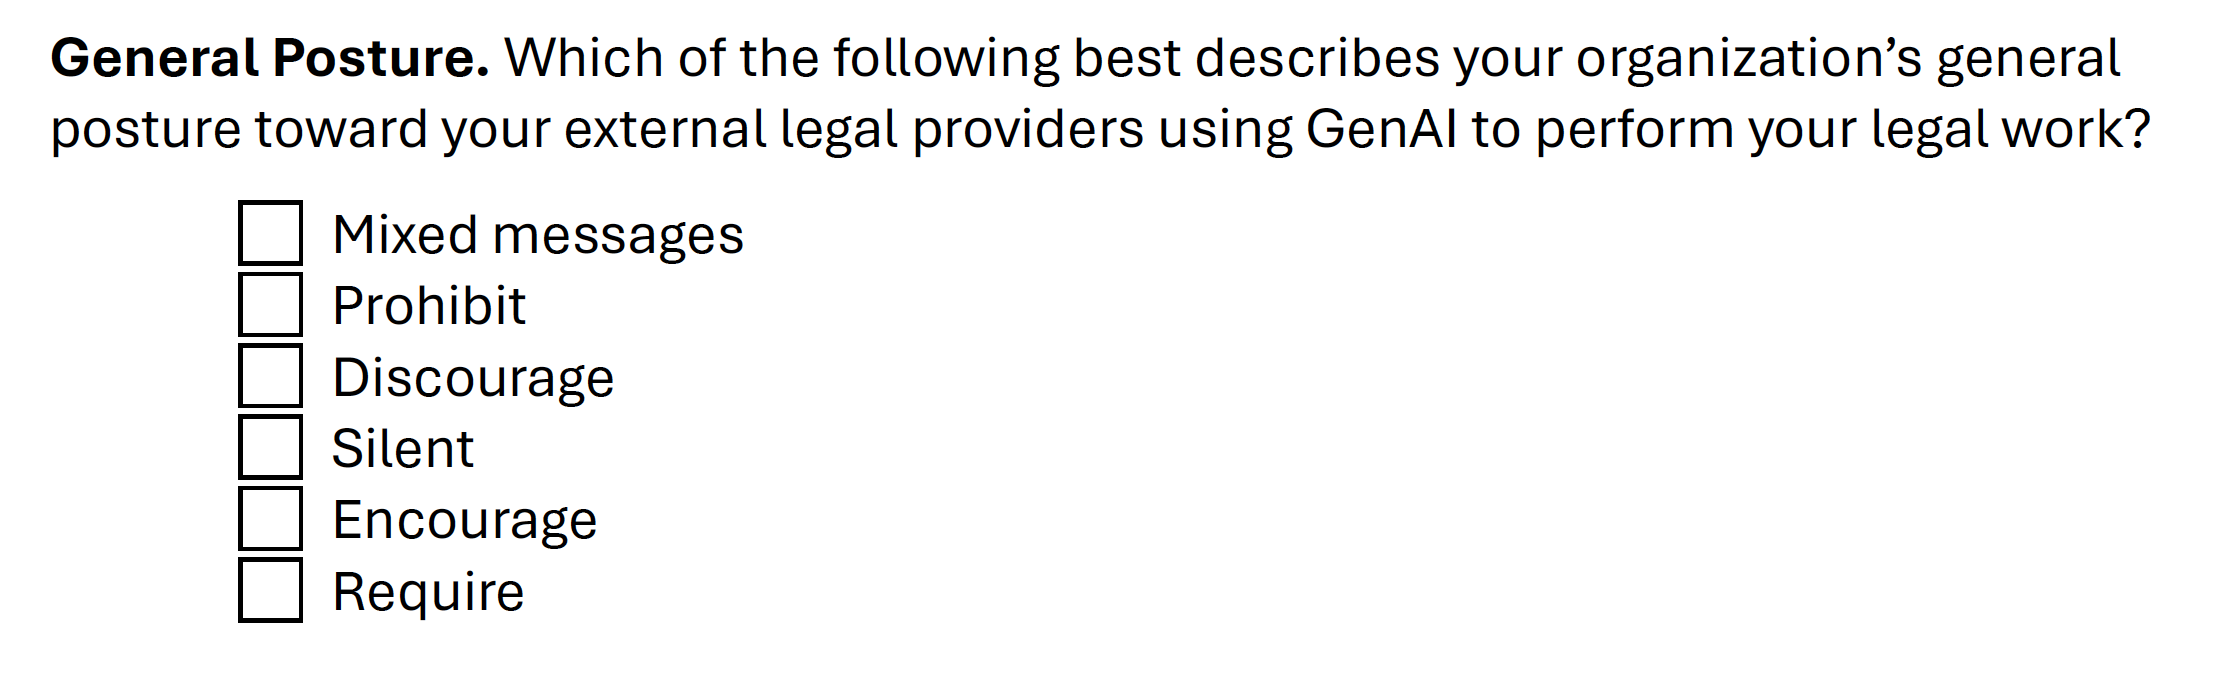 General Posture. Which of the following best describes your organization’s general
posture toward your external legal providers using GenAI to perform your legal work?
Mixed messages
Prohibit
Discourage
Silent
Encourage
Require